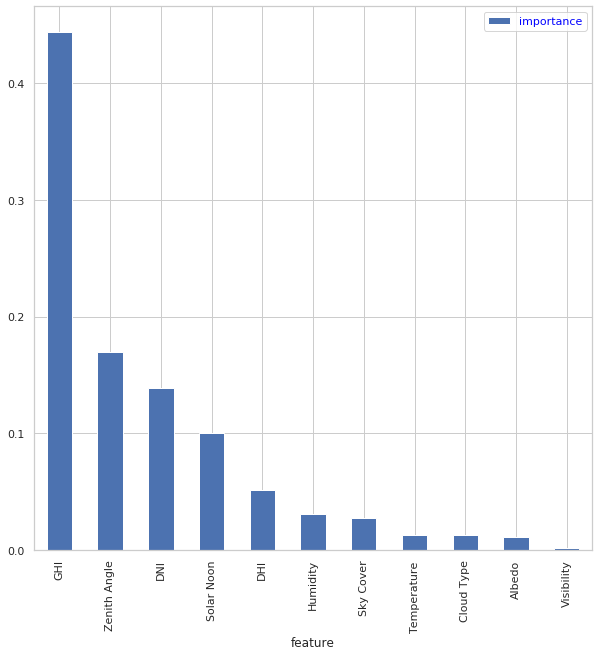 importance
0.4
0.3
0.2
0.1
0.0
GHI
Zenith Angle
DNI
Solar Noon
DHI
Humidity
Sky Cover
Temperature
Cloud Type
Albedo
Visibility
feature